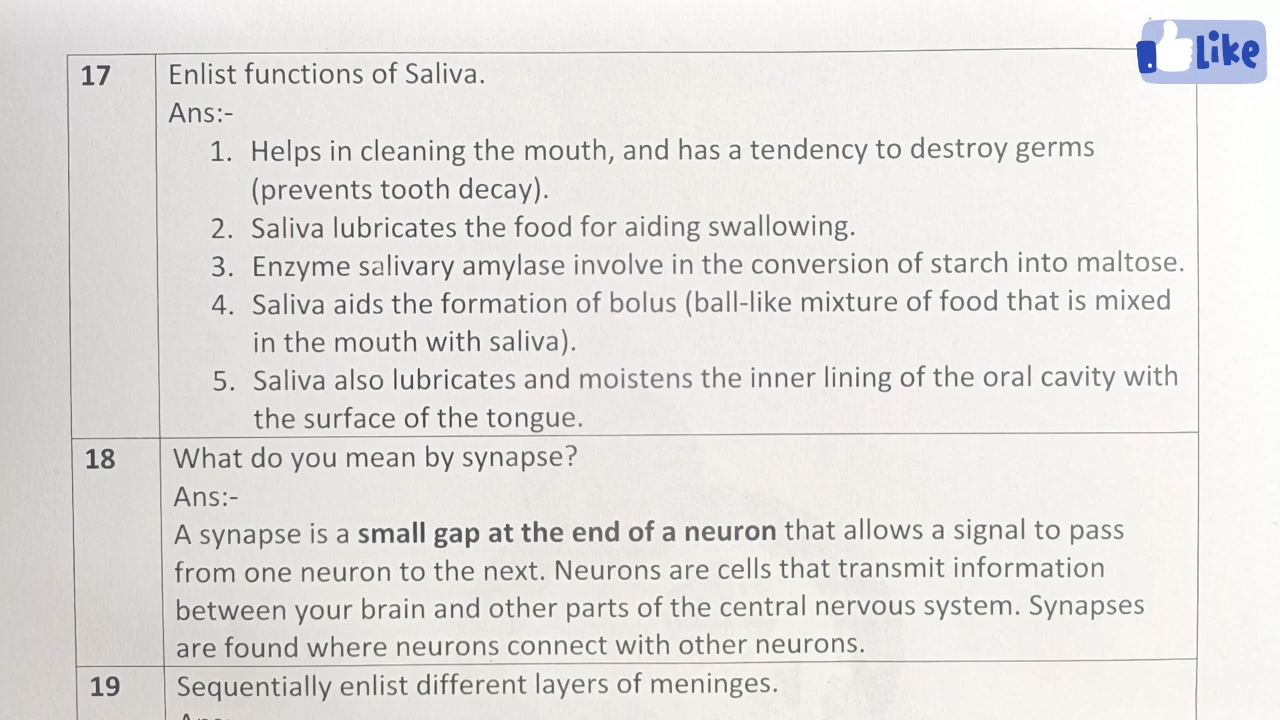 Like
17 Enlist functions of Saliva.
Ans:-
1. Helps in cleaning the mouth, and has a tendency to destroy germs
(prevents tooth decay).
2. Saliva lubricates the food for aiding swallowing.
3. Enzyme salivary amylase involve in the conversion of starch into maltose.
4. Saliva aids the formation of bolus (ball-like mixture of food that is mixed
in the mouth with saliva).
5. Saliva also lubricates and moistens the inner lining of the oral cavity with
the surface of the tongue.
18 What do you mean by synapse?
Ans:-
A synapse is a small gap at the end of a neuron that allows a signal to pass
from one neuron to the next. Neurons are cells that transmit information
between your brain and other parts of the central nervous system. Synapses
are found where neurons connect with other neurons.
19 Sequentially enlist different layers of meninges.